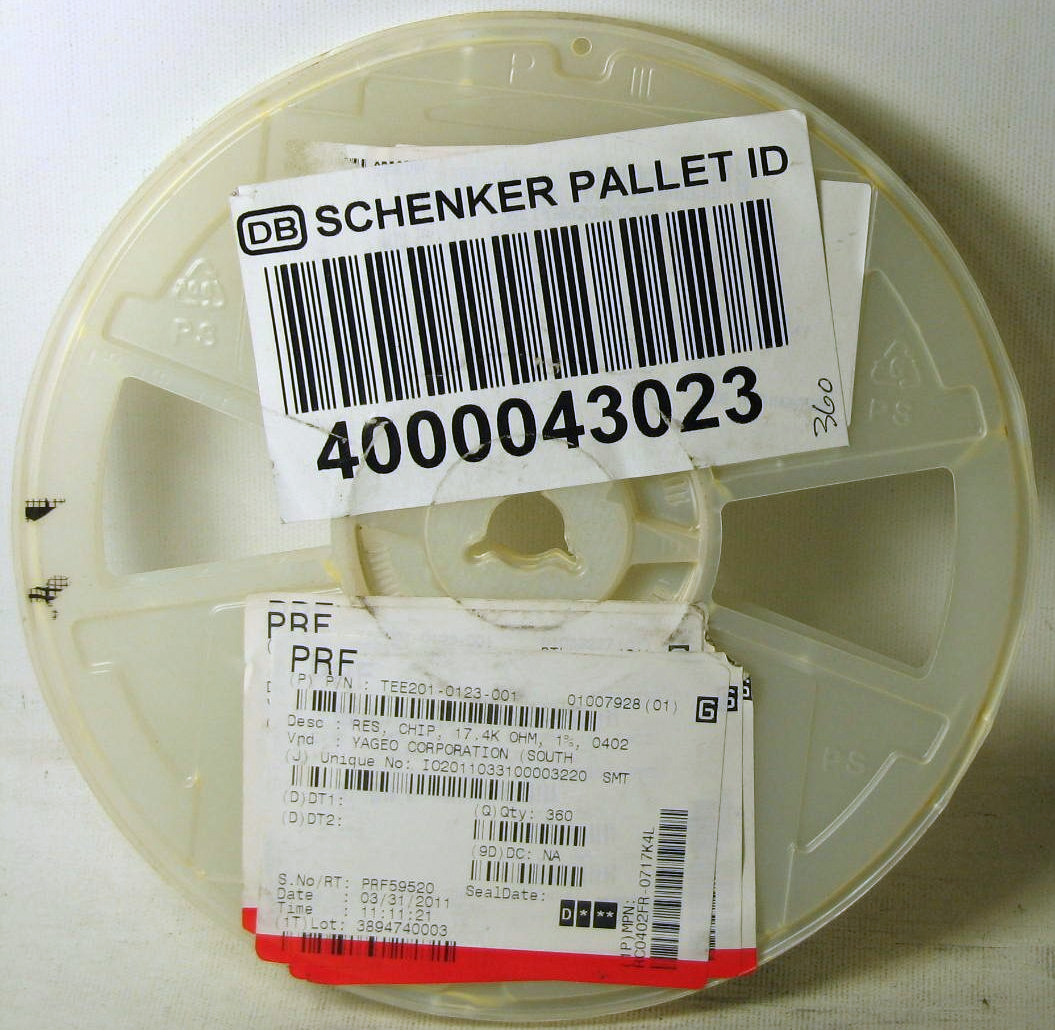 P S III
DB SCHENKER PALLET ID
4000043023
360
PS
PS
PS
PRF
PRF
(P) P/N : TEE201-0123-001 01007928(01) G
Desc : RES, CHIP, 17.4K OHM, 1%, 0402
Vnd : YAGEO CORPORATION (SOUTH
(J) Unique No: IO2011033100003220 SMT
(D)DT1:
(D)DT2:
(Q)Qty: 360
(9D)DC: NA
S.No/RT: PRF59520 SealDate:
Date : 03/31/2011
Time : 11:11:21
(1T)Lot: 3894740003
D * **
(1P)MPN:
RC0402FR-0717K4L